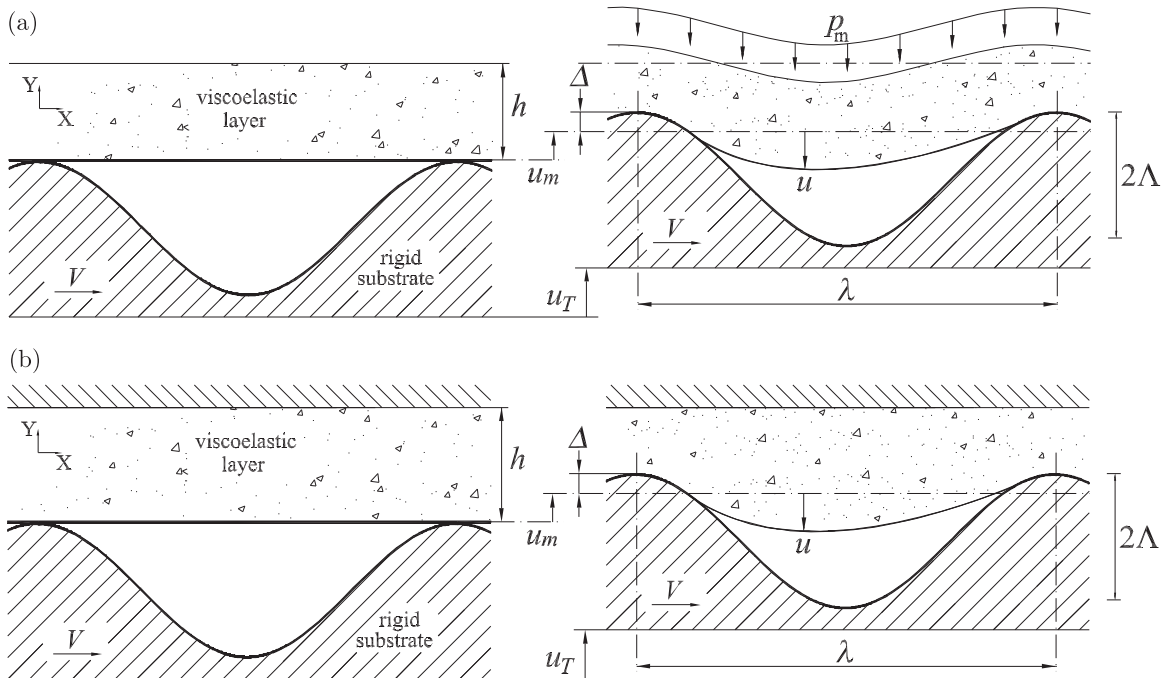 (a)
Y
X
viscoelastic
layer
h
V
rigid
substrate
u_m
u_T
p_m
Δ
u
V
λ
2Λ
(b)
Y
X
viscoelastic
layer
h
V
rigid
substrate
u_m
u_T
Δ
u
V
λ
2Λ